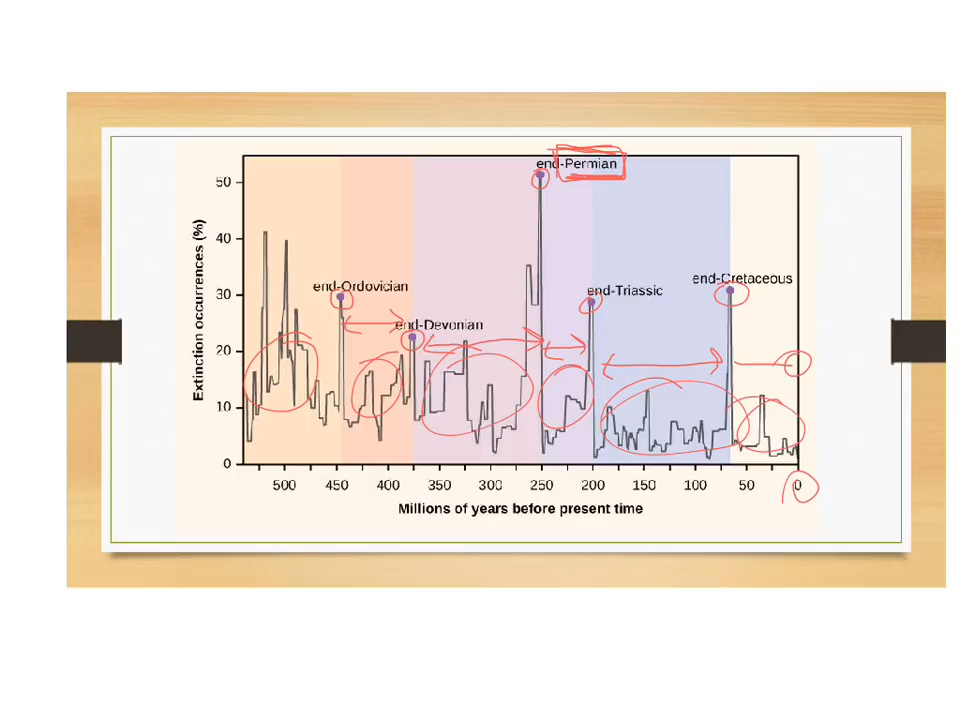 end-Permian
50
40
end-Cretaceous
end-Ordovician
end-Triassic
30
end-Devonian
20
10
0
Extinction occurrences (%)
500 450 400 350 300 250 200 150 100 50 0
Millions of years before present time